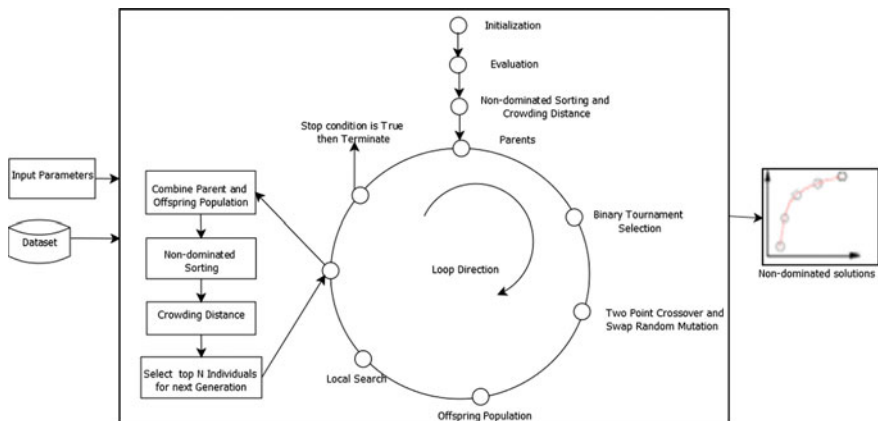 Initialization
Evaluation
Non-dominated Sorting and
Crowding Distance
Parents
Stop condition is True
then Terminate
Input Parameters
Dataset
Combine Parent and
Offspring Population
Non-dominated
Sorting
Crowding Distance
Select top N Individuals
for next Generation
Loop Direction
Binary Tournament
Selection
Two Point Crossover and
Swap Random Mutation
Local Search
Offspring Population
Non-dominated solutions